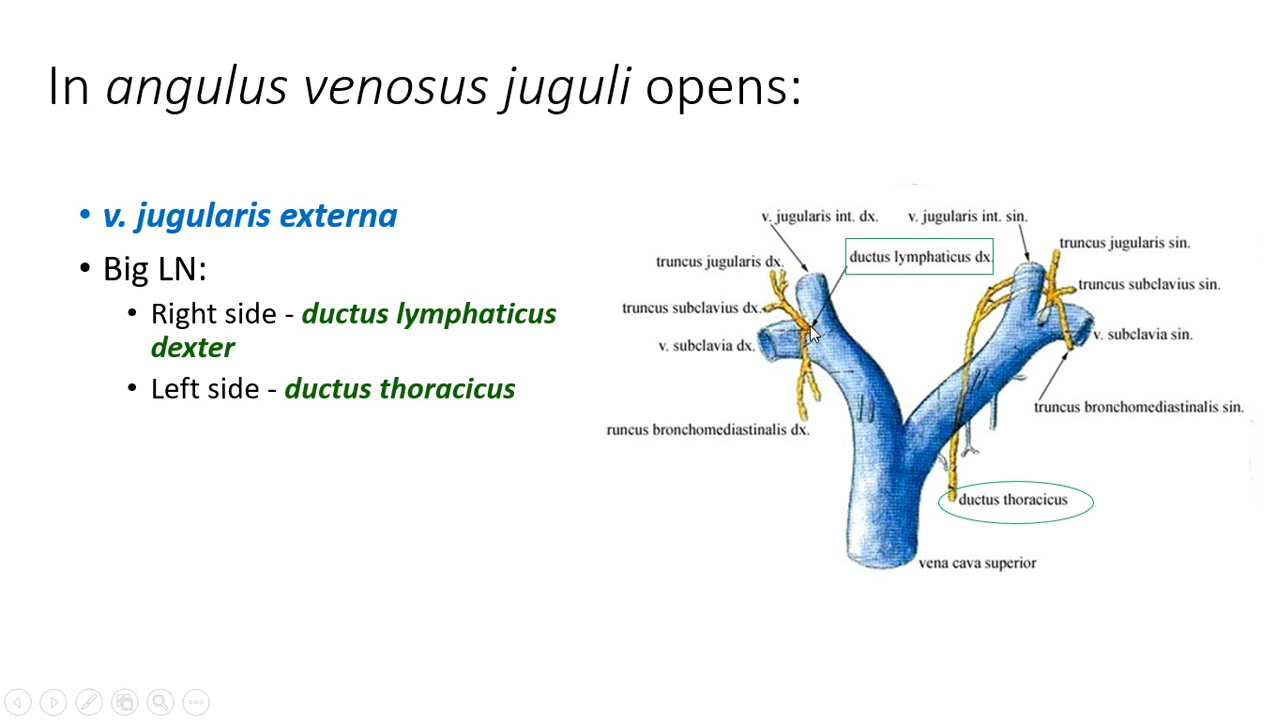 In angulus venosus juguli opens:
• v. jugularis externa
• Big LN:
• Right side - ductus lymphaticus
dexter
• Left side - ductus thoracicus
v. jugularis int. dx.
v. jugularis int. sin.
truncus jugularis dx.
ductus lymphaticus dx.
truncus jugularis sin.
truncus subclavius dx.
truncus subclavius sin.
v. subclavia dx.
v. subclavia sin.
runcus bronchomediastinalis dx.
truncus bronchomediastinalis sin.
ductus thoracicus
vena cava superior